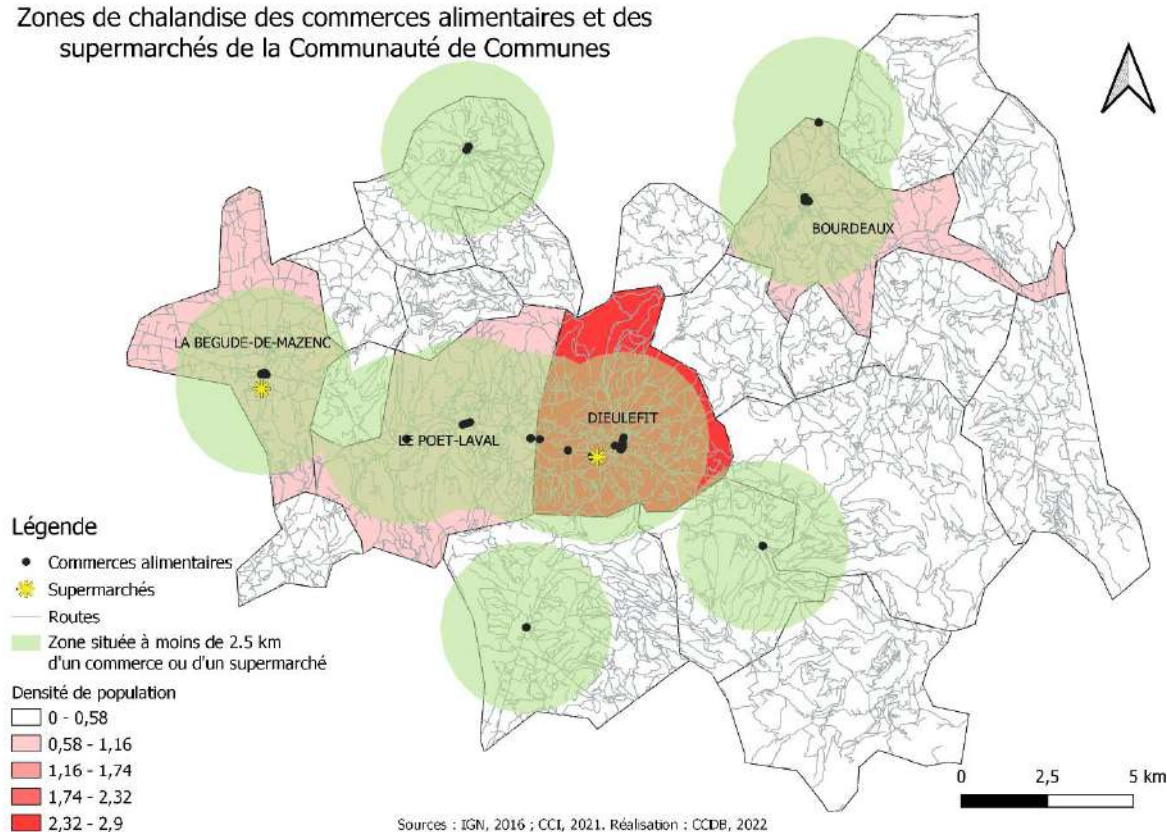 Zones de chalandise des commerces alimentaires et des
supermarchés de la Communauté de Communes
BOURDEAUX
LA BEGUDE-DE-MAZENC
DIEULEFIT
LE POET-LAVAL
Légende
Commerces alimentaires
Supermarchés
Routes
Zone située à moins de 2.5 km
d'un commerce ou d'un supermarché
Densité de population
0 - 0,58
0,58 - 1,16
1,16 - 1,74
1,74 - 2,32
2,32 - 2,9
0 2,5 5 km
Sources : IGN, 2016 ; CCI, 2021. Réalisation : CCDB, 2022